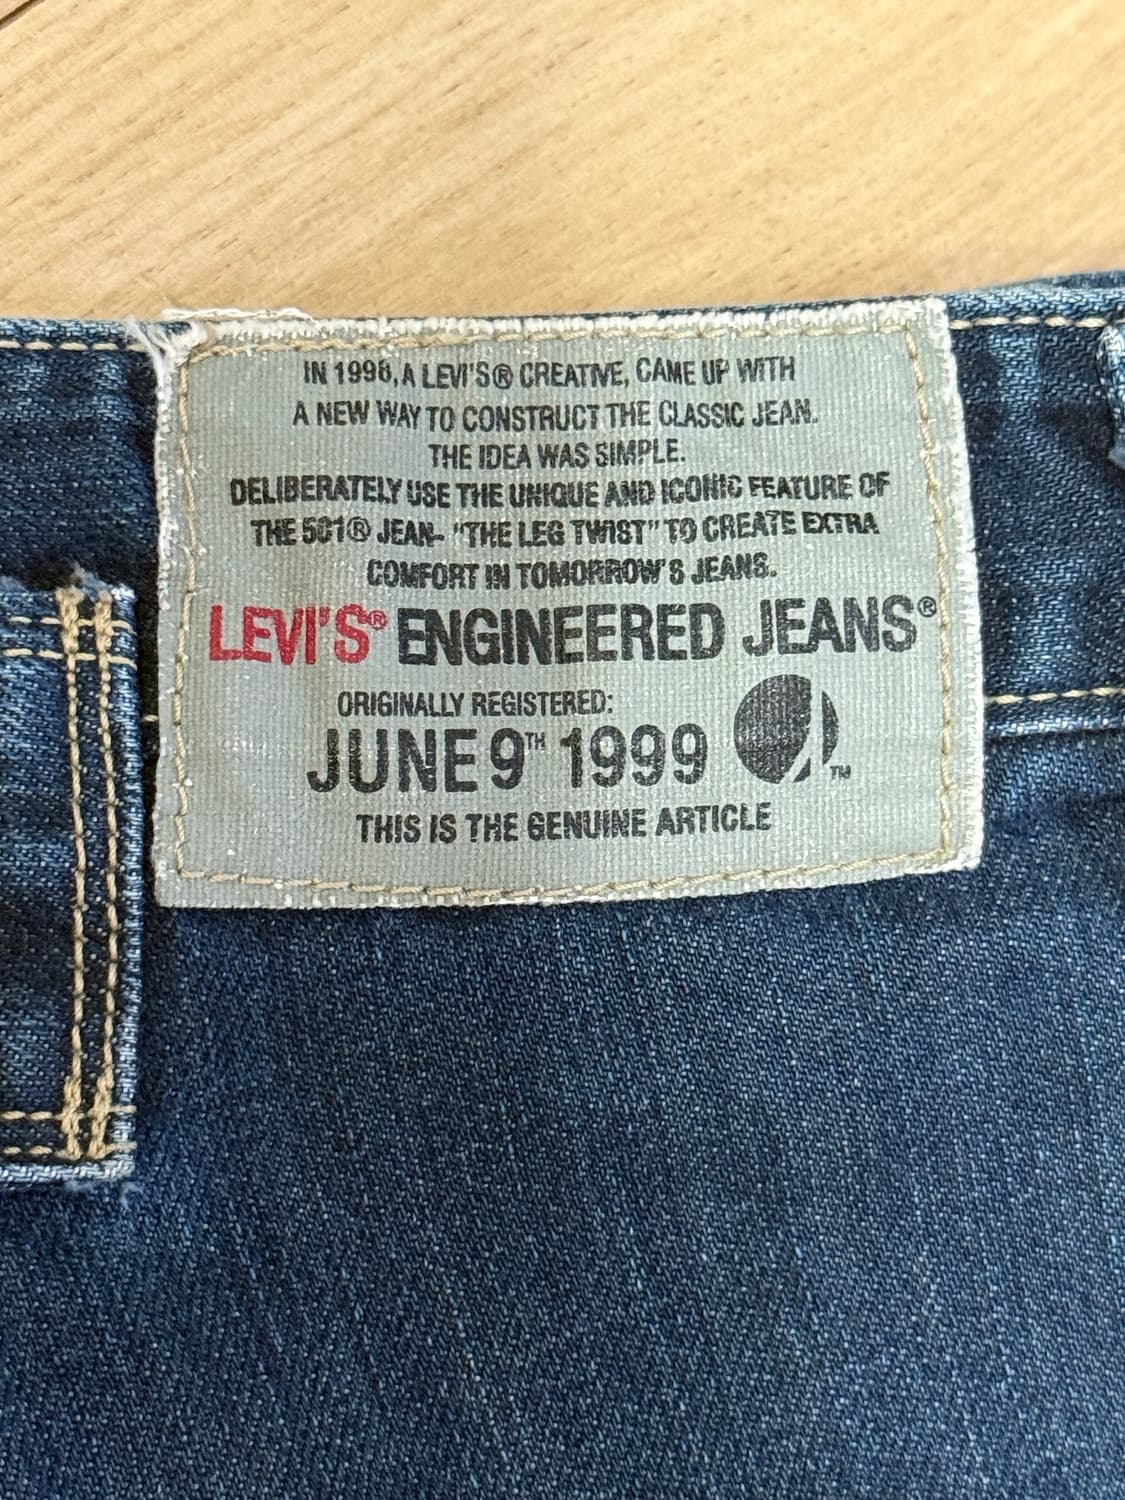 IN 1998, A LEVI'S® CREATIVE, CAME UP WITH
A NEW WAY TO CONSTRUCT THE CLASSIC JEAN.
THE IDEA WAS SIMPLE.
DELIBERATELY USE THE UNIQUE AND ICONIC FEATURE OF
THE 501® JEAN- "THE LEG TWIST" TO CREATE EXTRA
COMFORT IN TOMORROW'S JEANS.
LEVI'S® ENGINEERED JEANS®
ORIGINALLY REGISTERED:
JUNE 9TH 1999
TM
THIS IS THE GENUINE ARTICLE